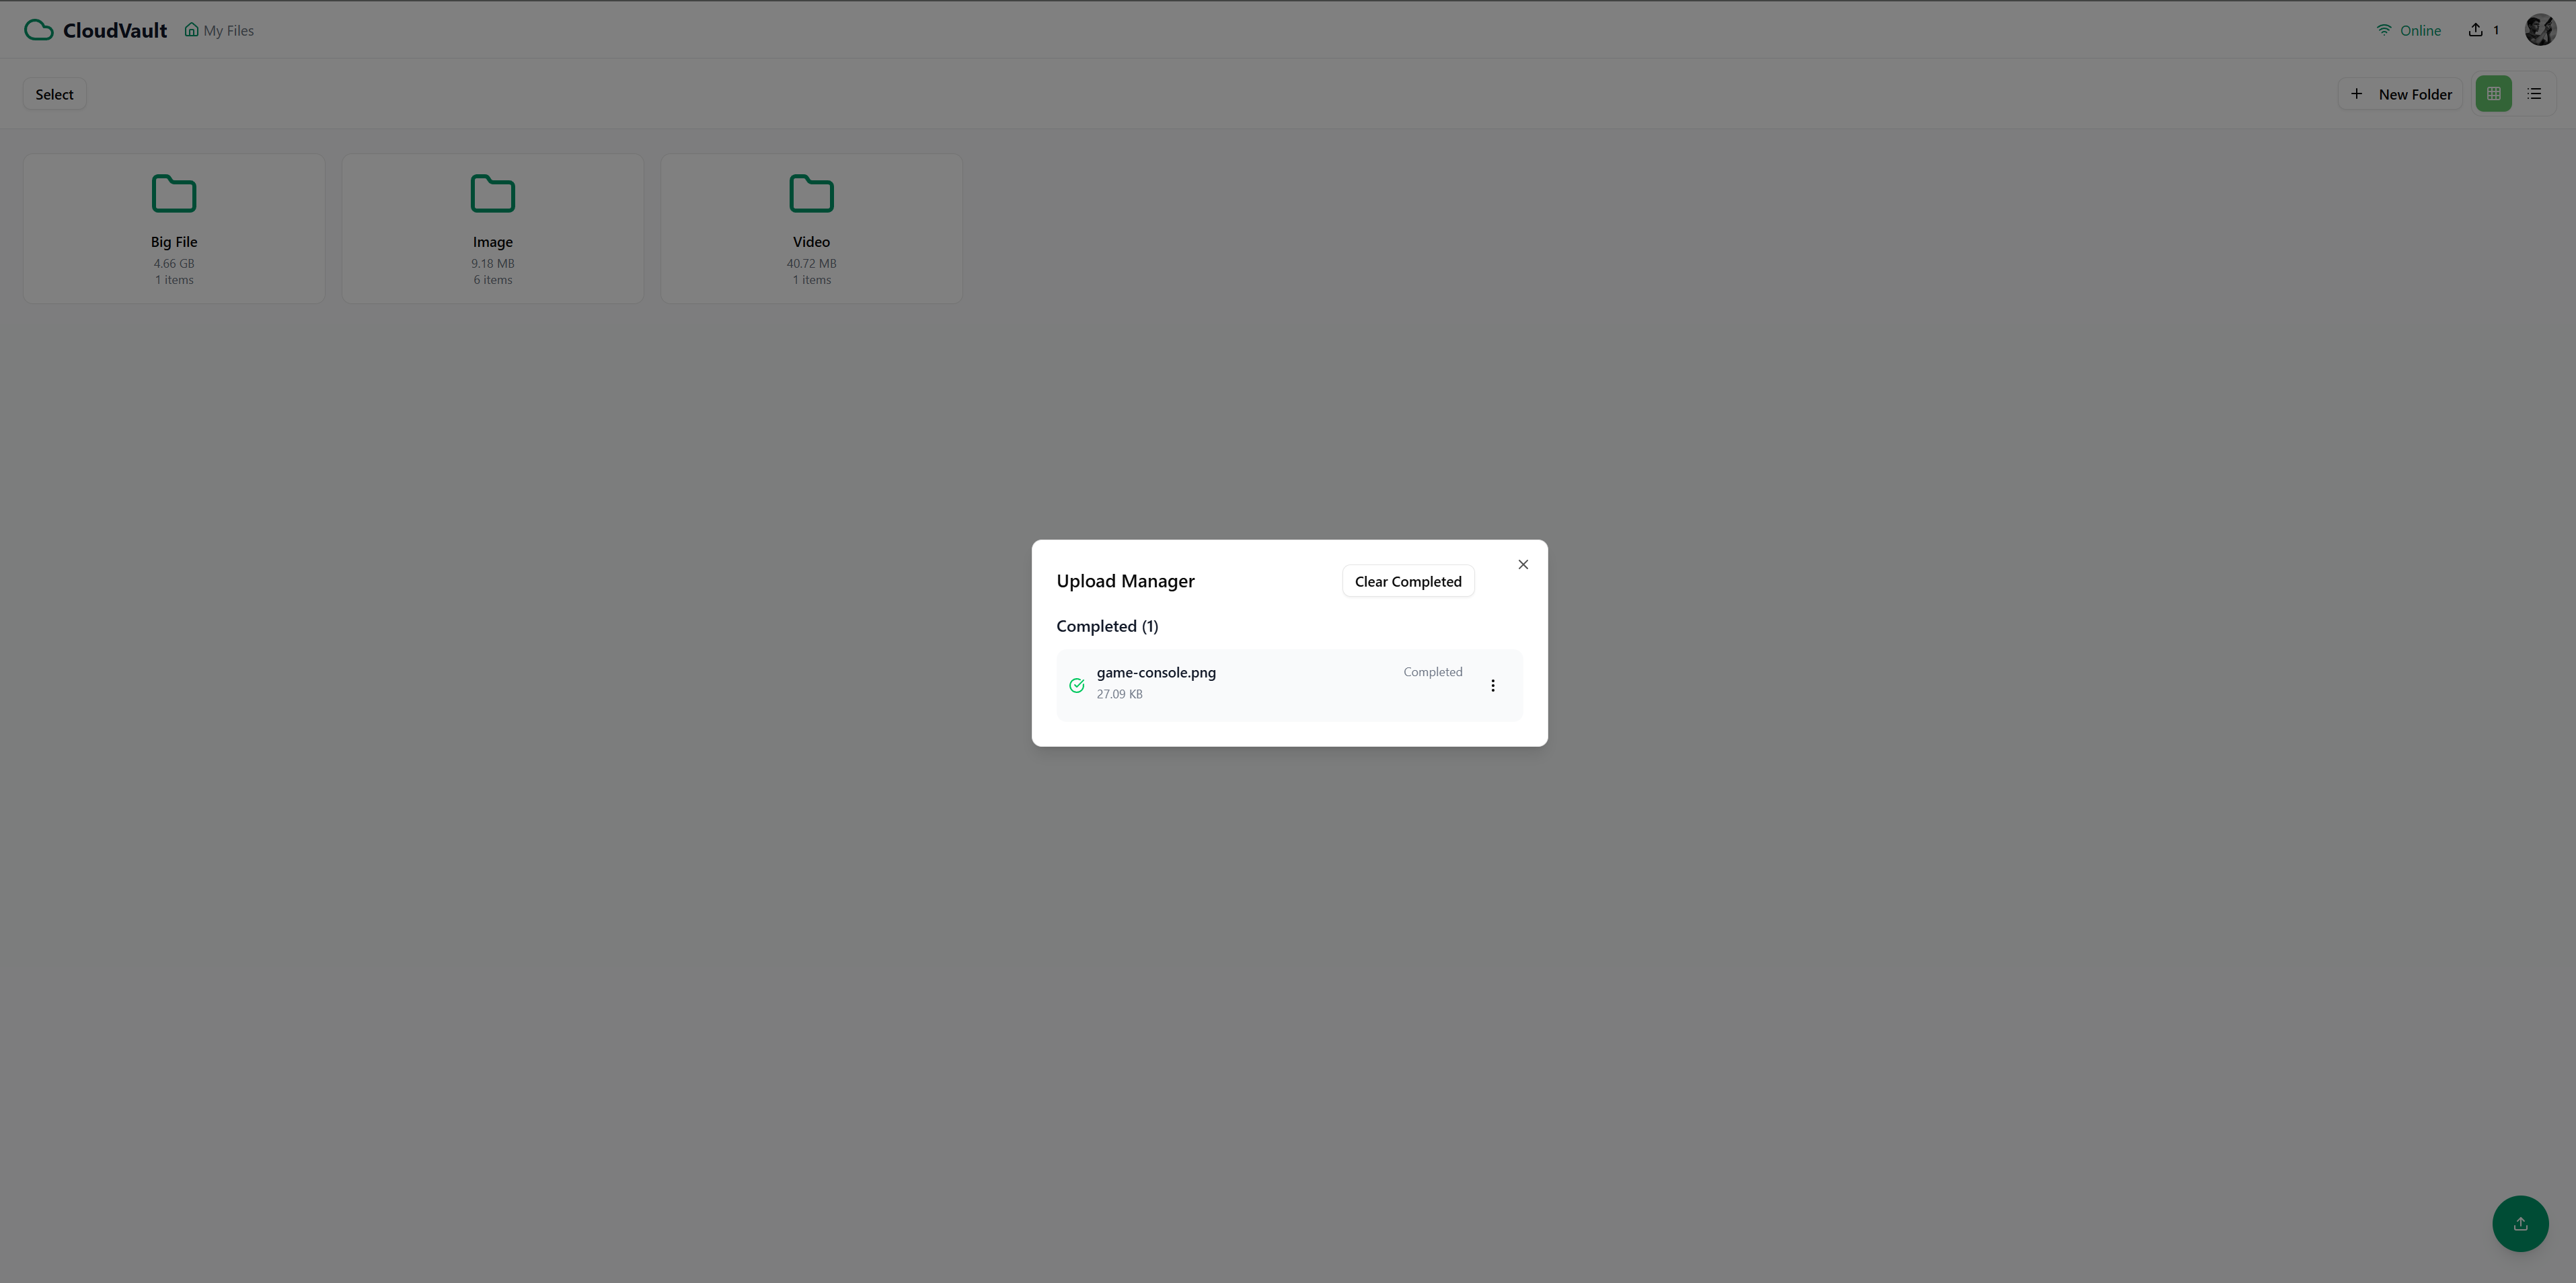 CloudVault My Files Online 1
Select New Folder
Big File
4.66 GB
1 items
Image
9.18 MB
6 items
Video
40.72 MB
1 items
Upload Manager Clear Completed
Completed (1)
game-console.png Completed
27.09 KB